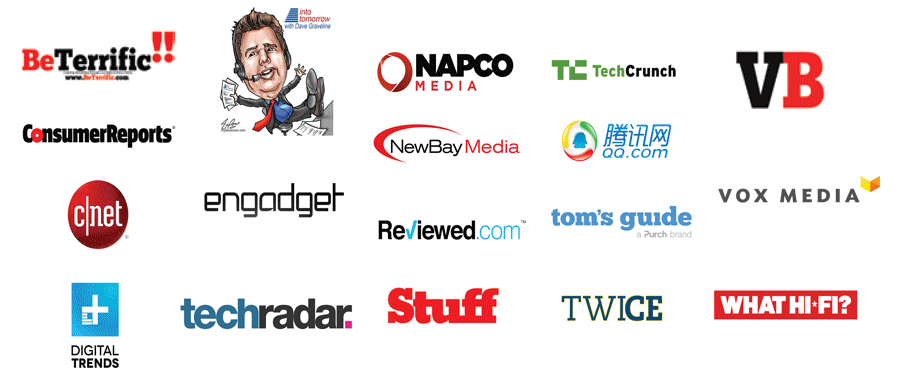 BeTerrific!!
www.BeTerrific.com
into
tomorrow
with Dave Graveline
NAPCO
MEDIA
TC TechCrunch
VB
ConsumerReports®
NewBay Media
腾讯网
QQ.com
c|net®
engadget
Reviewed.com™
tom's guide
a Purch brand
VOX MEDIA
DIGITAL
TRENDS
techradar.
Stuff
TWICE
WHAT HI-FI?